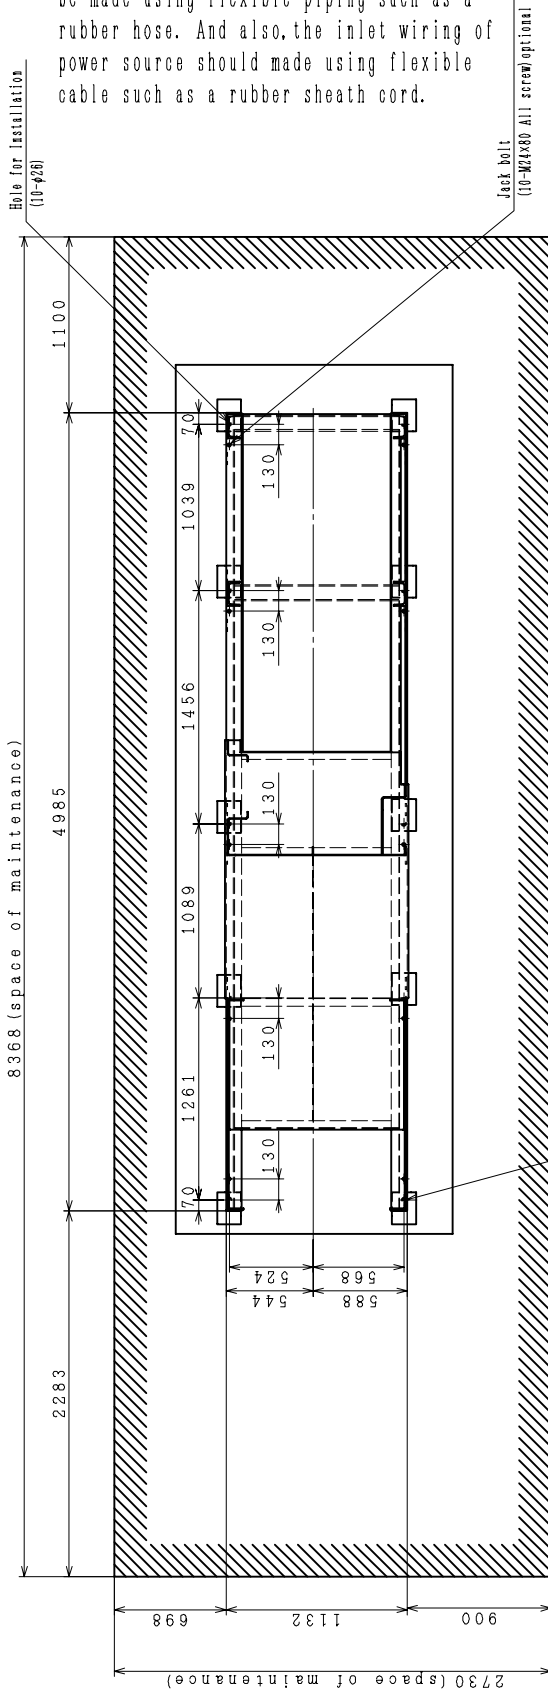 be made using flexible piping such as a
rubber hose. And also, the inlet wiring of
power source should made using flexible
cable such as a rubber sheath cord.
Hole for Installation
(10-φ26)
Jack bolt
(10-M24×80 All screw)optional
8368(space of maintenance)
1100
4985
2283
70
1039
1456
1089
1261
70
130
130
130
130
130
524
568
544
588
698
1132
900
2730(space of maintenance)